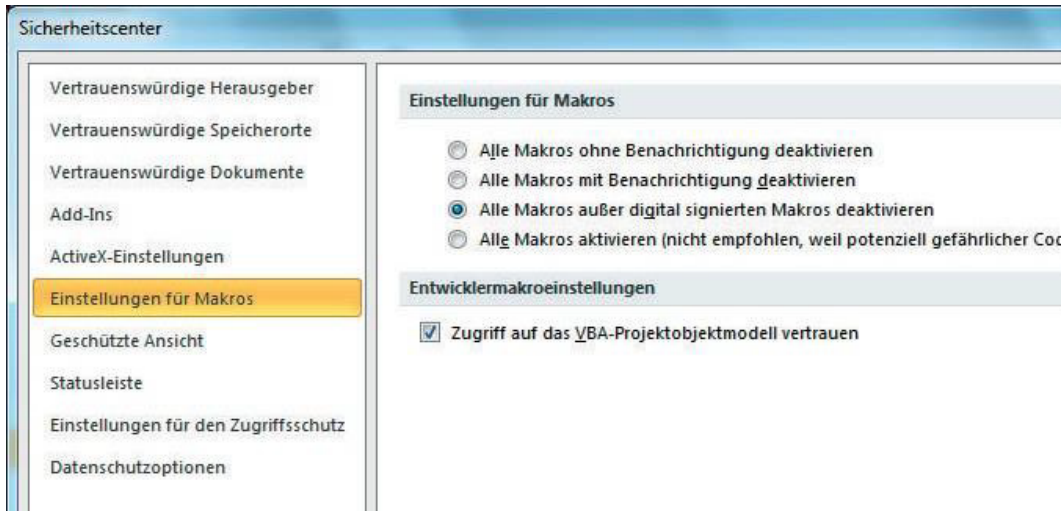 Sicherheitscenter
Vertrauenswürdige Herausgeber
Vertrauenswürdige Speicherorte
Vertrauenswürdige Dokumente
Add-Ins
ActiveX-Einstellungen
Einstellungen für Makros
Geschützte Ansicht
Statusleiste
Einstellungen für den Zugriffsschutz
Datenschutzoptionen
Einstellungen für Makros
Alle Makros ohne Benachrichtigung deaktivieren
Alle Makros mit Benachrichtigung deaktivieren
Alle Makros außer digital signierten Makros deaktivieren
Alle Makros aktivieren (nicht empfohlen, weil potenziell gefährlicher Cod
Entwicklermakroeinstellungen
Zugriff auf das VBA-Projektobjektmodell vertrauen